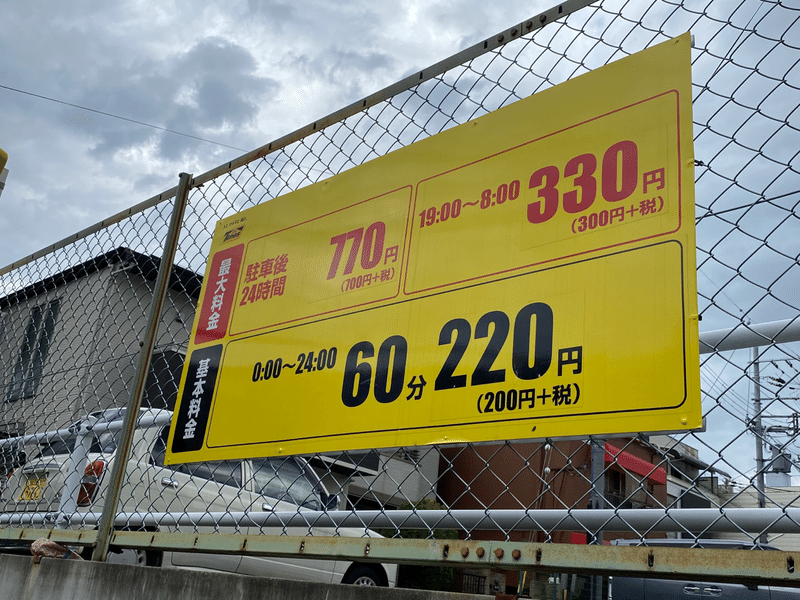 最大料金
駐車後
24時間
770円
(700円+税)
19:00~8:00
330円
(300円+税)
基本料金
0:00~24:00
60分
220円
(200円+税)